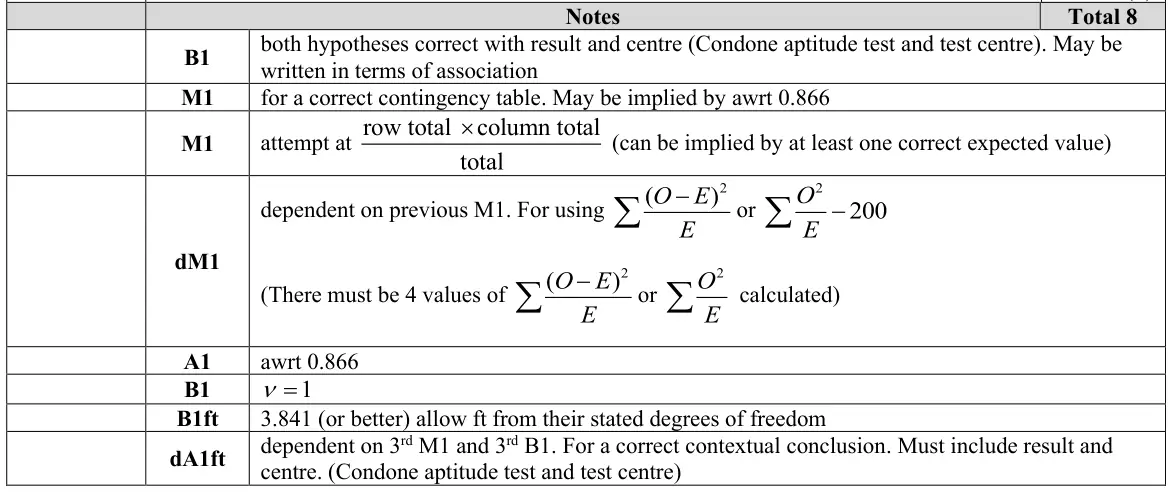 Notes Total 8
B1 both hypotheses correct with result and centre (Condone aptitude test and test centre). May be
written in terms of association
M1 for a correct contingency table. May be implied by awrt 0.866
M1 attempt at row total × column total / total (can be implied by at least one correct expected value)
dM1
dependent on previous M1. For using ∑ (O − E)² / E or ∑ O² / E − 200
(There must be 4 values of ∑ (O − E)² / E or ∑ O² / E calculated)
A1 awrt 0.866
B1 ν = 1
B1ft 3.841 (or better) allow ft from their stated degrees of freedom
dA1ft dependent on 3rd M1 and 3rd B1. For a correct contextual conclusion. Must include result and
centre. (Condone aptitude test and test centre)